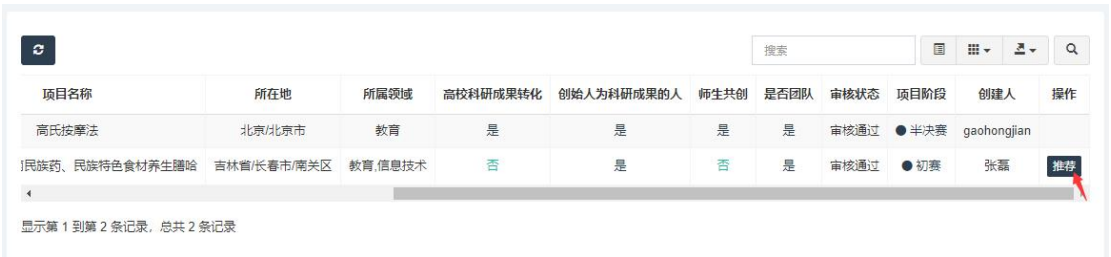 搜索
项目名称 所在地 所属领域 高校科研成果转化 创始人为科研成果的人 师生共创 是否团队 审核状态 项目阶段 创建人 操作
高氏按摩法 北京/北京市 教育 是 是 是 是 审核通过 半决赛 gaohongjian
民族药、民族特色食材养生膳哈 吉林省/长春市/南关区 教育,信息技术 否 是 否 是 审核通过 初赛 张磊 推荐
显示第 1 到第 2 条记录，总共 2 条记录